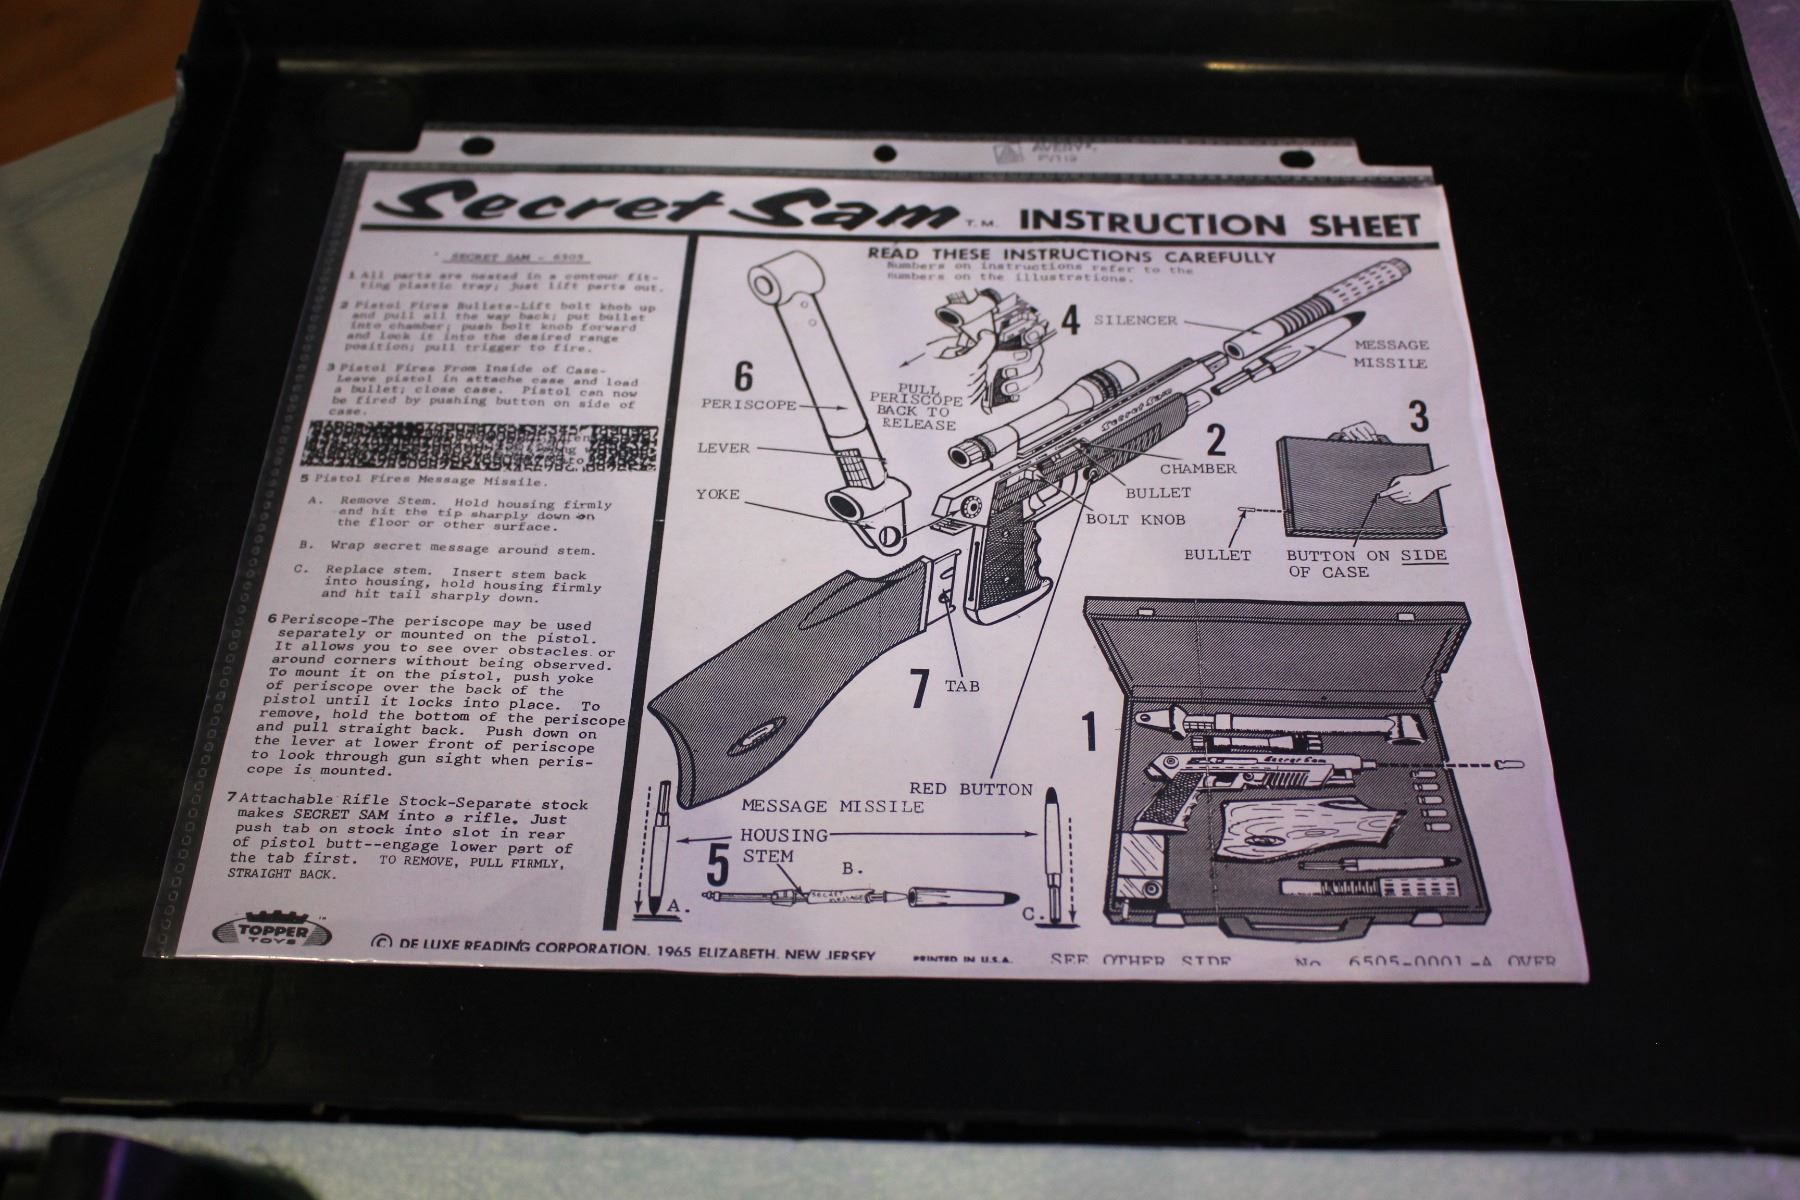 AVERY
PV119
Secret Sam T.M. INSTRUCTION SHEET
SECRET SAM - 6505
1 All parts are nested in a contour fit-
ting plastic tray; just lift parts out.
2 Pistol Fires Bullets-Lift bolt knob up
and pull all the way back; put bullet
into chamber; push bolt knob forward
and lock it into the desired range
position; pull trigger to fire.
3 Pistol Fires From Inside of Case-
Leave pistol in attache case and load
a bullet; close case. Pistol can now
be fired by pushing button on side of
case.
5 Pistol Fires Message Missile.
A. Remove Stem. Hold housing firmly
and hit the tip sharply down on
the floor or other surface.
B. Wrap secret message around stem.
C. Replace stem. Insert stem back
into housing, hold housing firmly
and hit tail sharply down.
6 Periscope-The periscope may be used
separately or mounted on the pistol.
It allows you to see over obstacles or
around corners without being observed.
To mount it on the pistol, push yoke
of periscope over the back of the
pistol until it locks into place. To
remove, hold the bottom of the periscope
and pull straight back. Push down on
the lever at lower front of periscope
to look through gun sight when peris-
cope is mounted.
7 Attachable Rifle Stock-Separate stock
makes SECRET SAM into a rifle. Just
push tab on stock into slot in rear
of pistol butt--engage lower part of
the tab first. TO REMOVE, PULL FIRMLY,
STRAIGHT BACK.
READ THESE INSTRUCTIONS CAREFULLY
Numbers on instructions refer to the
numbers on the illustrations.
4
SILENCER
MESSAGE
MISSILE
6
PERISCOPE
PULL
PERISCOPE
BACK TO
RELEASE
Secret Sam
3
LEVER
2
CHAMBER
YOKE
BULLET
BOLT KNOB
BULLET
BUTTON ON SIDE
OF CASE
7
TAB
1
Secret Sam
RED BUTTON
MESSAGE MISSILE
HOUSING
5
STEM
B.
SECRET
MESSAGE
A.
C.
TOPPER
TOYS
™
© DE LUXE READING CORPORATION, 1965 ELIZABETH, NEW JERSEY
PRINTED IN U.S.A.
SEE OTHER SIDE
No. 6505-0001-A OVER